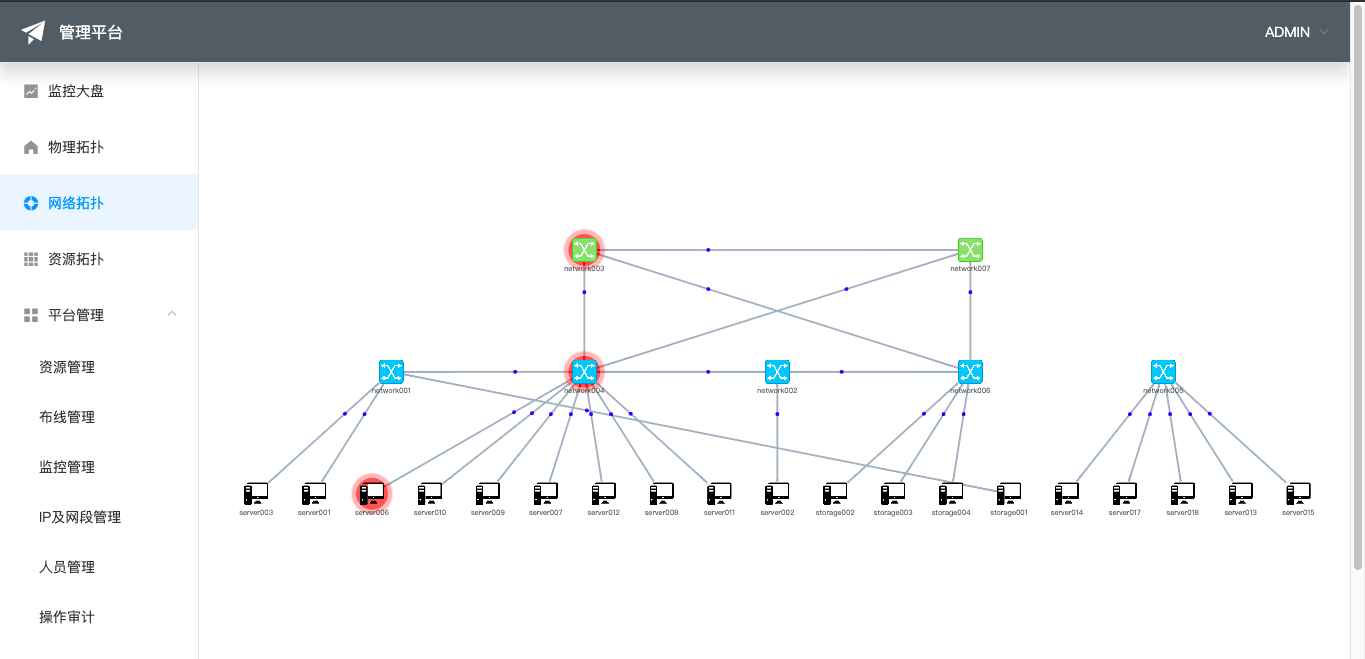 管理平台
ADMIN
监控大盘
物理拓扑
网络拓扑
资源拓扑
平台管理
资源管理
布线管理
监控管理
IP及网段管理
人员管理
操作审计
network003
network007
network001
network004
network002
network006
network005
server003
server001
server006
server010
server009
server007
server012
server008
server011
server002
storage002
storage003
storage004
storage001
server014
server017
server018
server013
server015